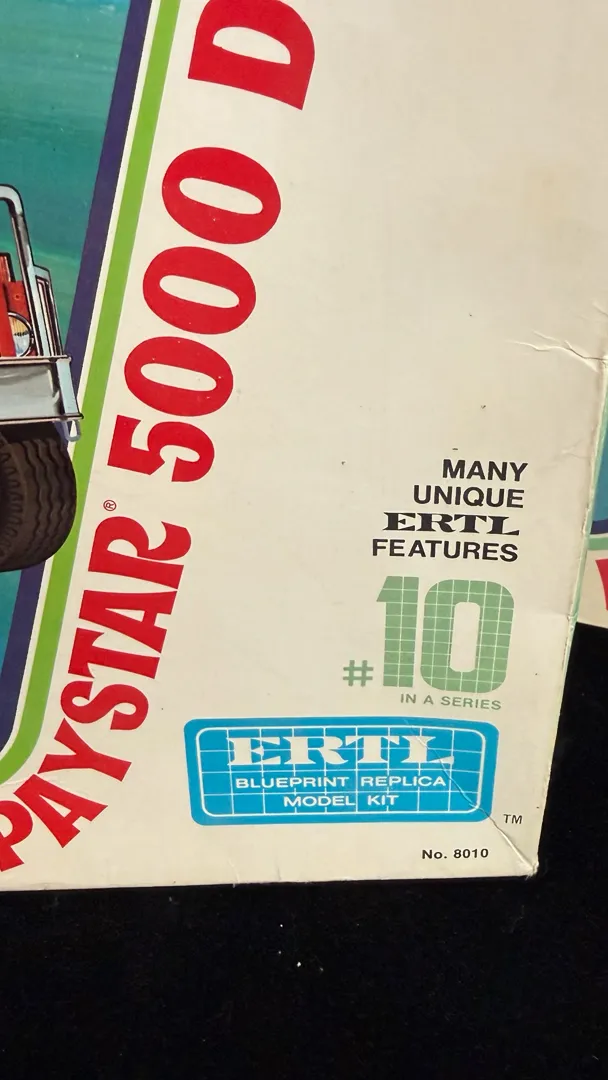 PAYSTAR® 5000 D
MANY
UNIQUE
ERTL
FEATURES
#10
IN A SERIES
ERTL
BLUEPRINT REPLICA
MODEL KIT
TM
No. 8010